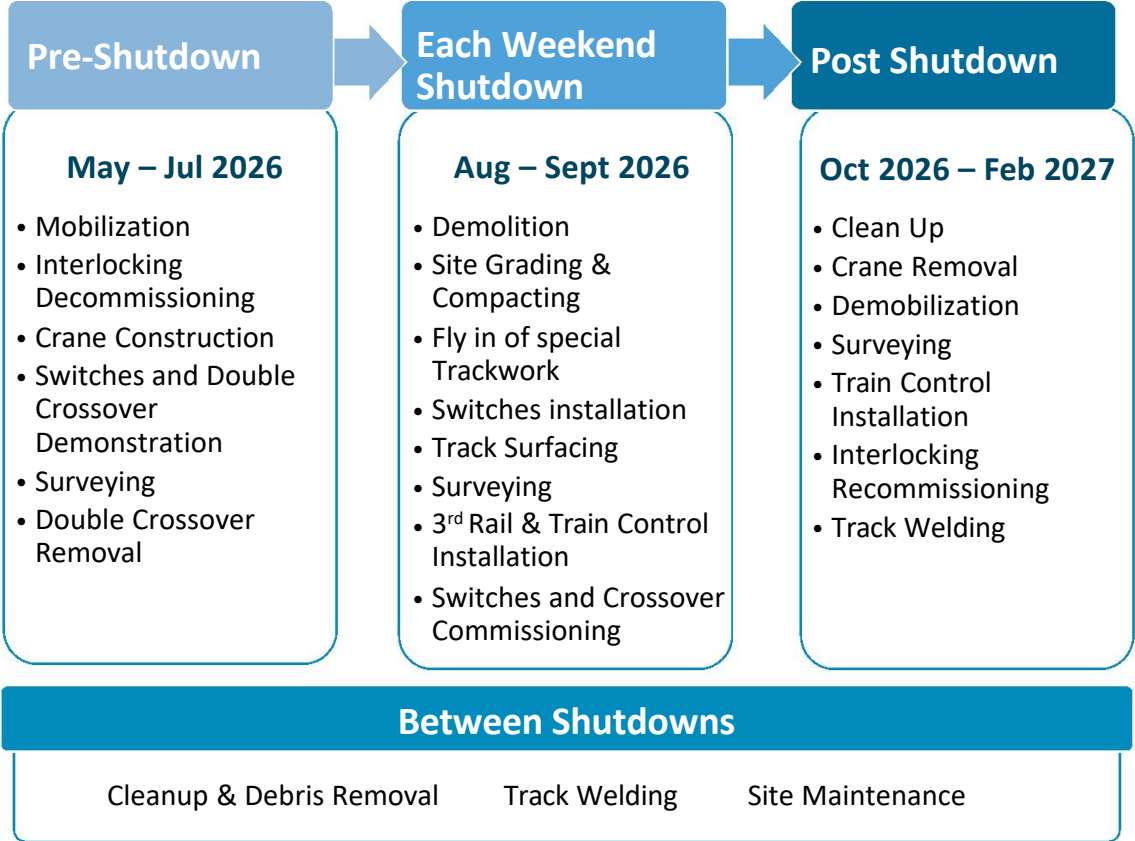 Pre-Shutdown
May – Jul 2026
• Mobilization
• Interlocking
Decommissioning
• Crane Construction
• Switches and Double
Crossover
Demonstration
• Surveying
• Double Crossover
Removal
Each Weekend
Shutdown
Aug – Sept 2026
• Demolition
• Site Grading &
Compacting
• Fly in of special
Trackwork
• Switches installation
• Track Surfacing
• Surveying
• 3rd Rail & Train Control
Installation
• Switches and Crossover
Commissioning
Post Shutdown
Oct 2026 – Feb 2027
• Clean Up
• Crane Removal
• Demobilization
• Surveying
• Train Control
Installation
• Interlocking
Recommissioning
• Track Welding
Between Shutdowns
Cleanup & Debris Removal Track Welding Site Maintenance